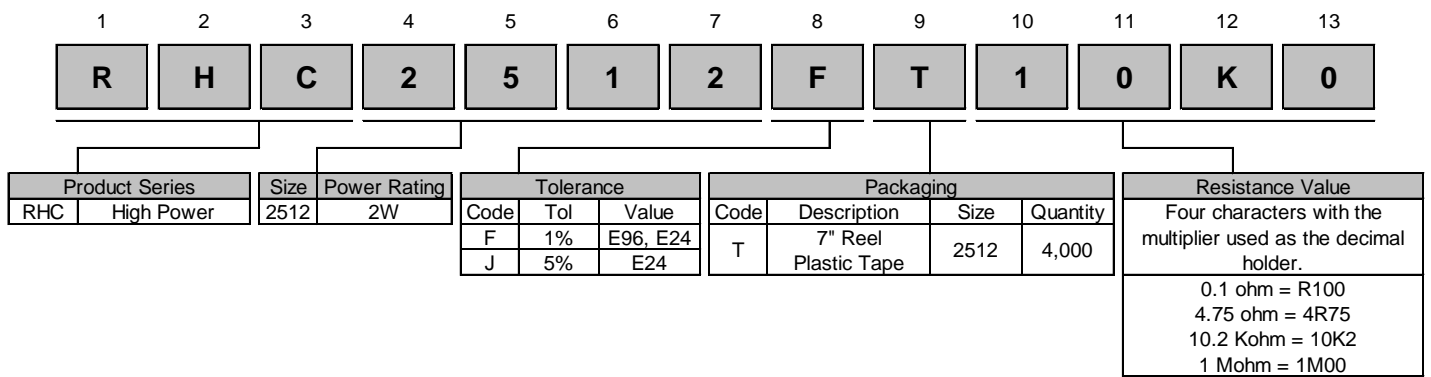 1 2 3 4 5 6 7 8 9 10 11 12 13
R H C 2 5 1 2 F T 1 0 K 0
Product Series
RHC High Power
Size Power Rating
2512 2W
Tolerance
Code Tol Value
F 1% E96, E24
J 5% E24
Packaging
Code Description Size Quantity
T 7" Reel Plastic Tape 2512 4,000
Resistance Value
Four characters with the
multiplier used as the decimal
holder.
0.1 ohm = R100
4.75 ohm = 4R75
10.2 Kohm = 10K2
1 Mohm = 1M00